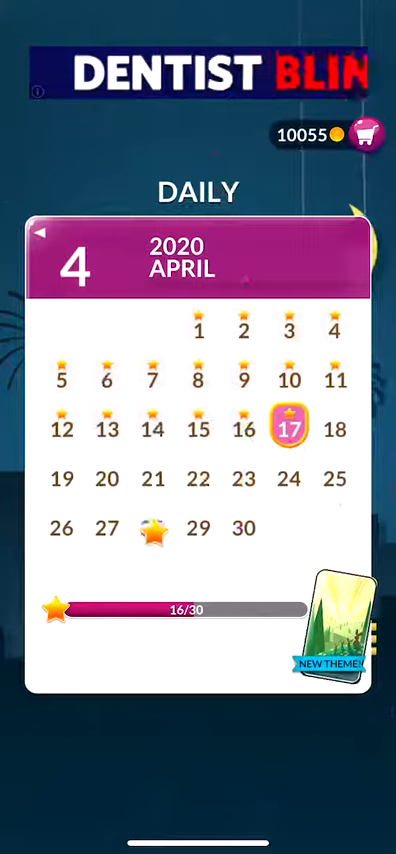 DENTIST BLIN
10055
DAILY
4
2020
APRIL
1 2 3 4
5 6 7 8 9 10 11
12 13 14 15 16 17 18
19 20 21 22 23 24 25
26 27 29 30
16/30
NEW THEME!